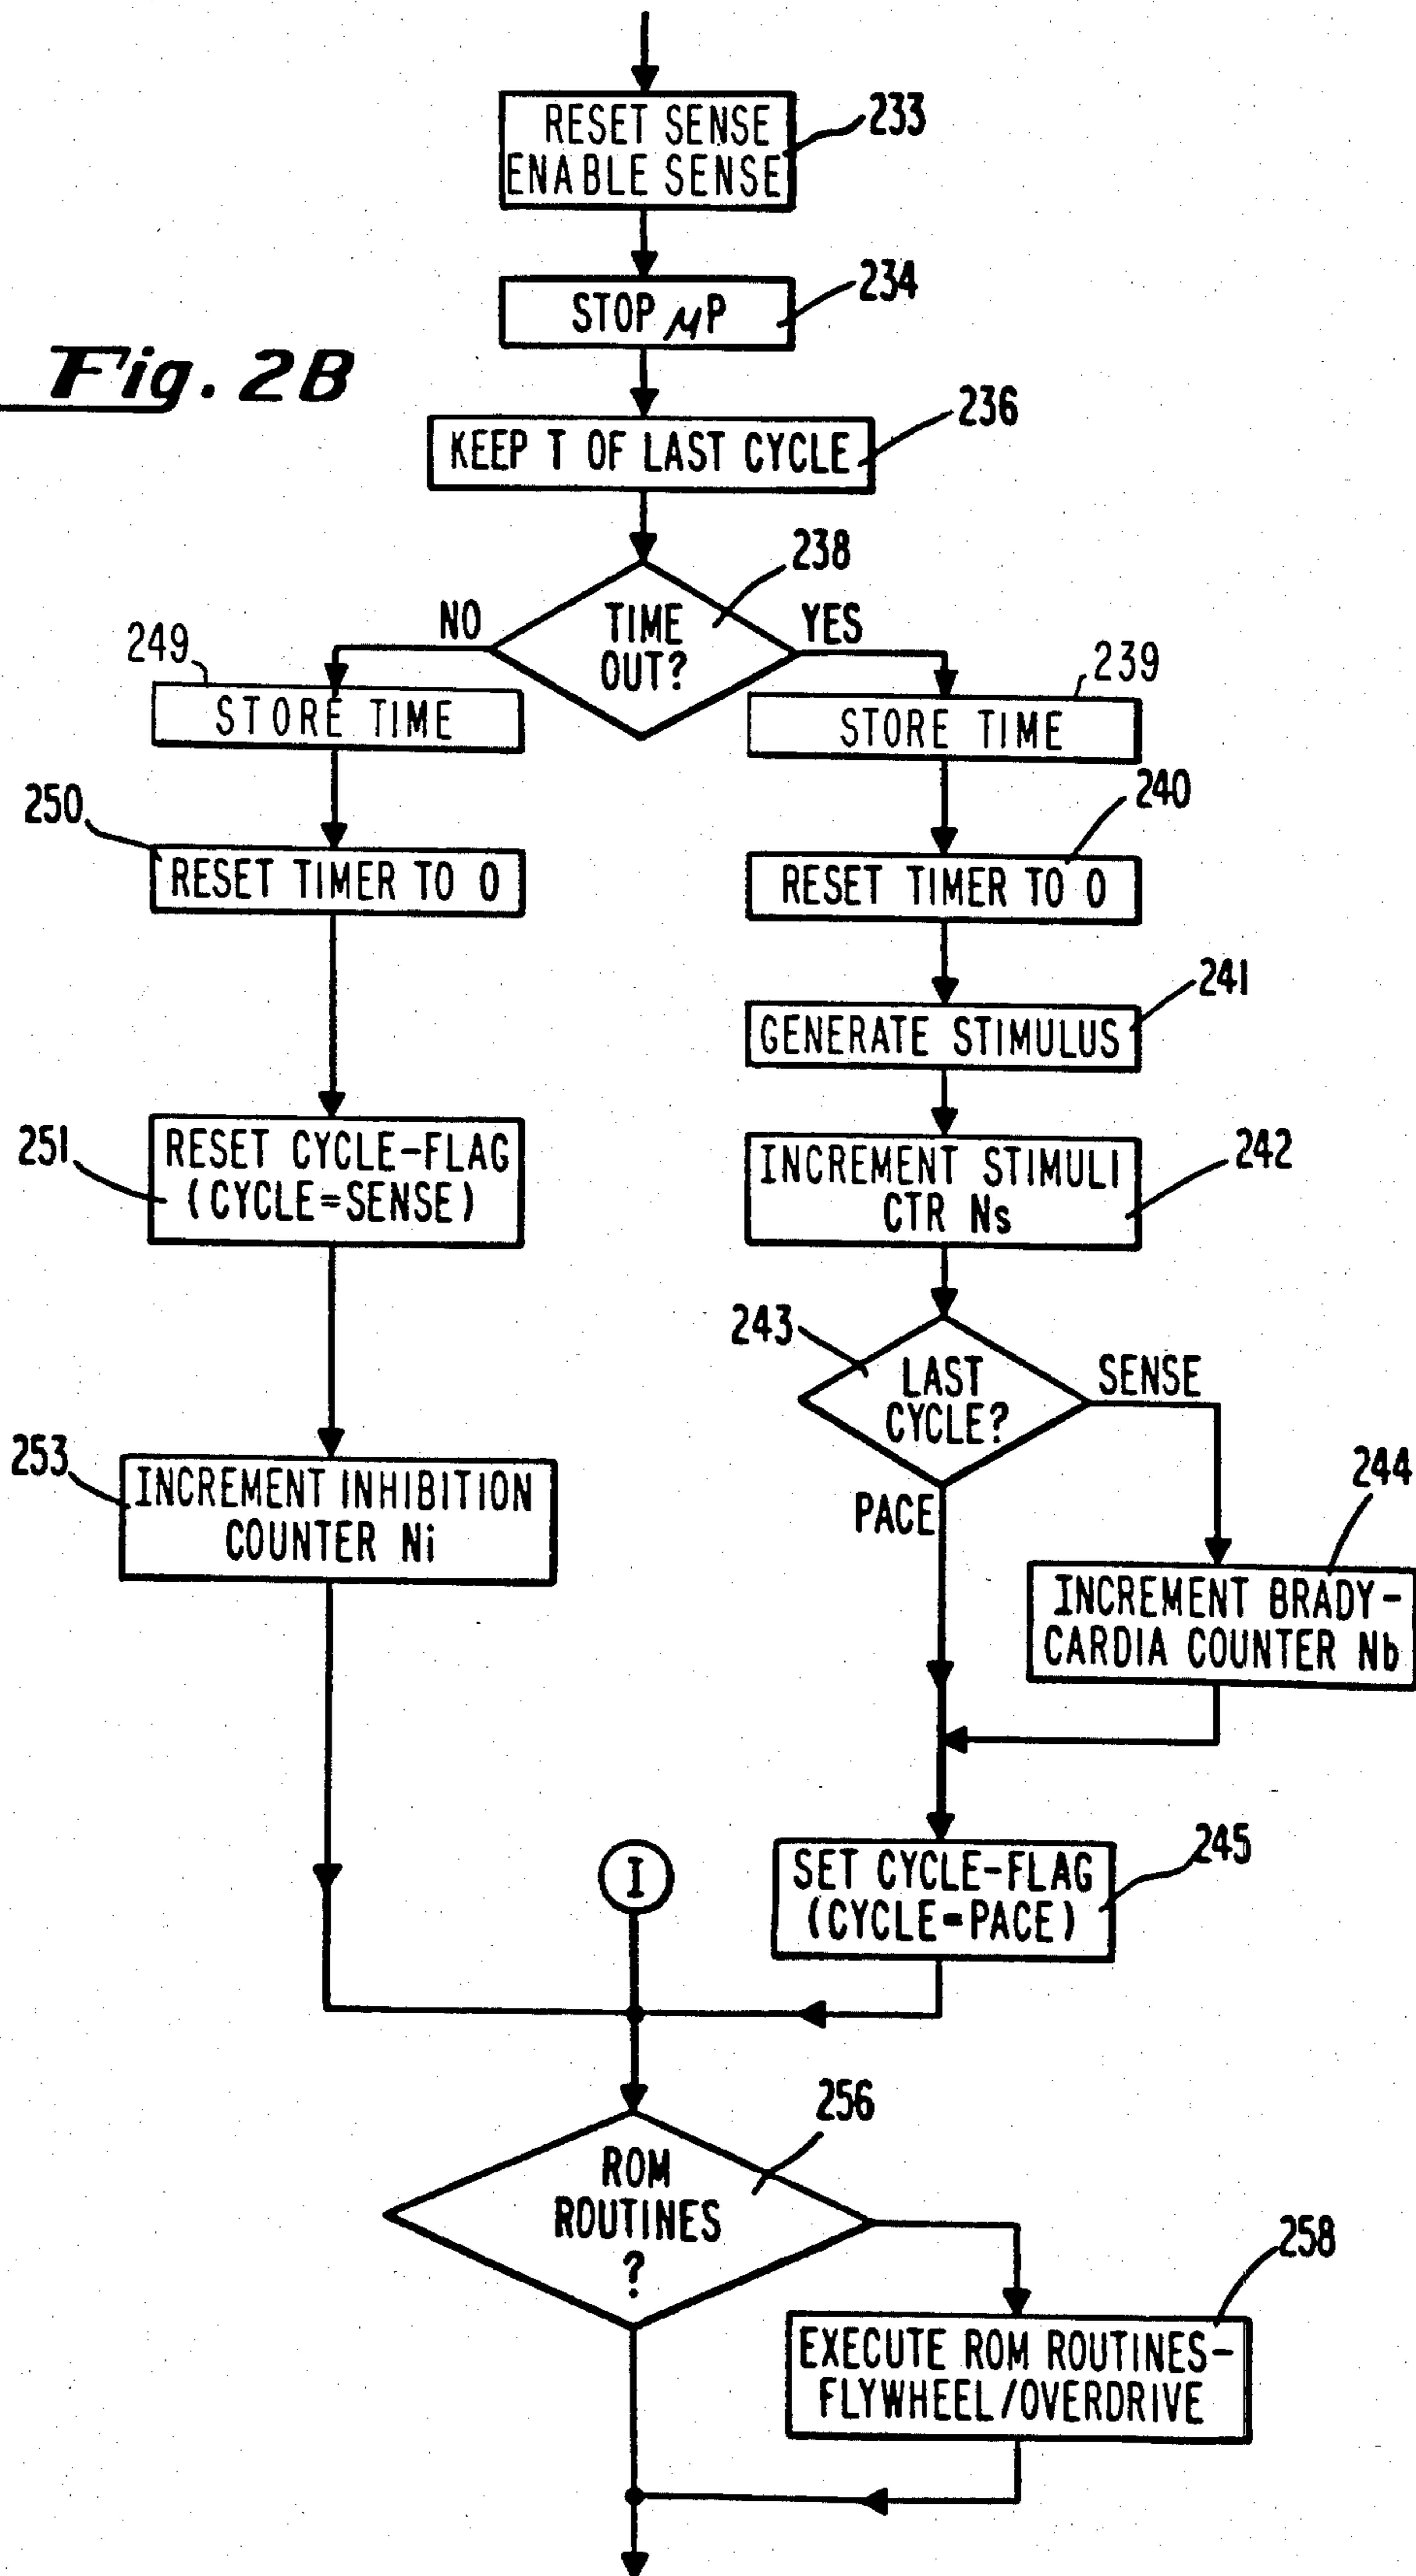 RESET SENSE
ENABLE SENSE
233
STOP μP
234
Fig. 2B
KEEP T OF LAST CYCLE
236
238
NO
TIME
OUT?
YES
249
STORE TIME
239
STORE TIME
250
RESET TIMER TO 0
240
RESET TIMER TO 0
241
GENERATE STIMULUS
251
RESET CYCLE-FLAG
(CYCLE=SENSE)
INCREMENT STIMULI
CTR Ns
242
243
LAST
CYCLE?
SENSE
PACE
253
INCREMENT INHIBITION
COUNTER Ni
244
INCREMENT BRADY-
CARDIA COUNTER Nb
I
SET CYCLE-FLAG
(CYCLE=PACE)
245
256
ROM
ROUTINES
?
258
EXECUTE ROM ROUTINES-
FLYWHEEL/OVERDRIVE